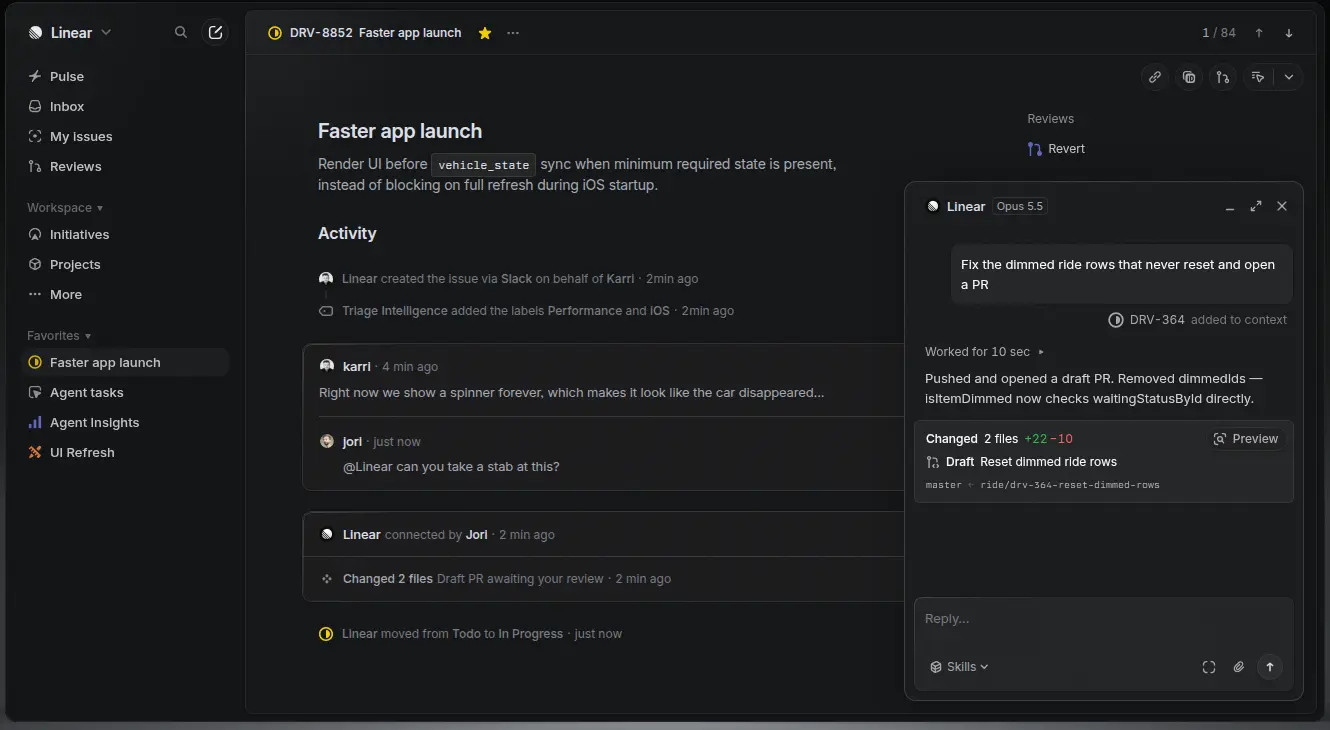 Linear
Pulse
Inbox
My issues
Reviews
Workspace
Initiatives
Projects
More
Favorites
Faster app launch
Agent tasks
Agent Insights
UI Refresh
DRV-8852 Faster app launch
1 / 84
Faster app launch
Render UI before vehicle_state sync when minimum required state is present,
instead of blocking on full refresh during iOS startup.
Activity
Linear created the issue via Slack on behalf of Karri · 2min ago
Triage Intelligence added the labels Performance and iOS · 2min ago
karri · 4 min ago
Right now we show a spinner forever, which makes it look like the car disappeared...
jori · just now
@Linear can you take a stab at this?
Linear connected by Jori · 2 min ago
Changed 2 files Draft PR awaiting your review · 2 min ago
Linear moved from Todo to In Progress · just now
Reviews
Revert
Linear Opus 5.5
Fix the dimmed ride rows that never reset and open
a PR
DRV-364 added to context
Worked for 10 sec
Pushed and opened a draft PR. Removed dimmedIds —
isItemDimmed now checks waitingStatusById directly.
Changed 2 files +22 −10
Preview
Draft Reset dimmed ride rows
master ← ride/drv-364-reset-dimmed-rows
Reply...
Skills